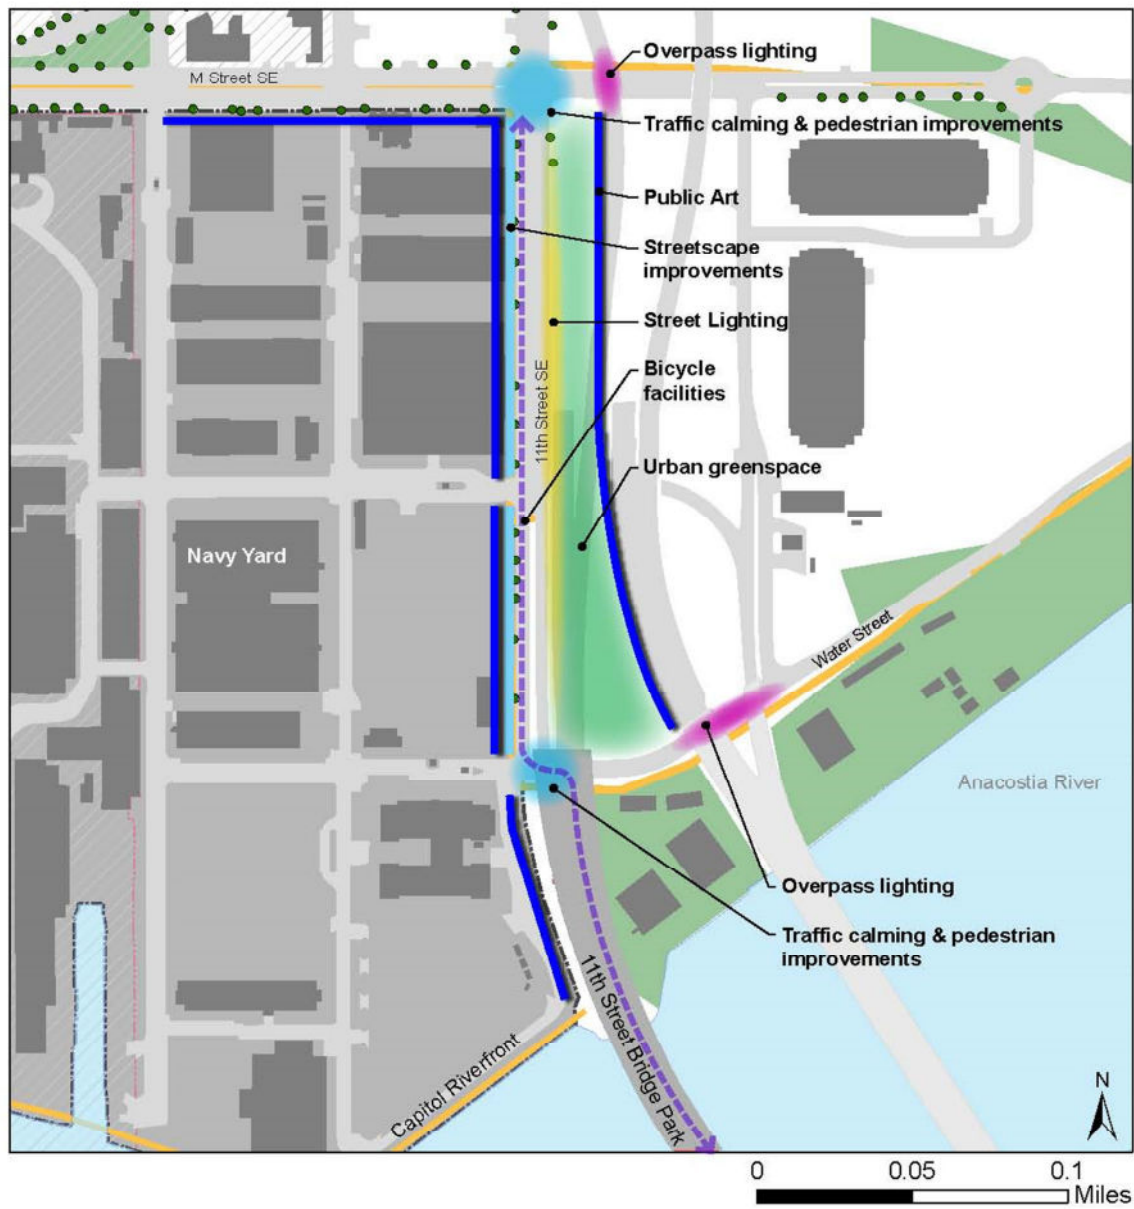 Overpass lighting
M Street SE
Traffic calming & pedestrian improvements
Public Art
Streetscape
improvements
Street Lighting
Bicycle
facilities
11th Street SE
Urban greenspace
Navy Yard
Water Street
Anacostia River
Overpass lighting
Traffic calming & pedestrian
improvements
11th Street Bridge Park
Capitol Riverfront
N
0 0.05 0.1
Miles